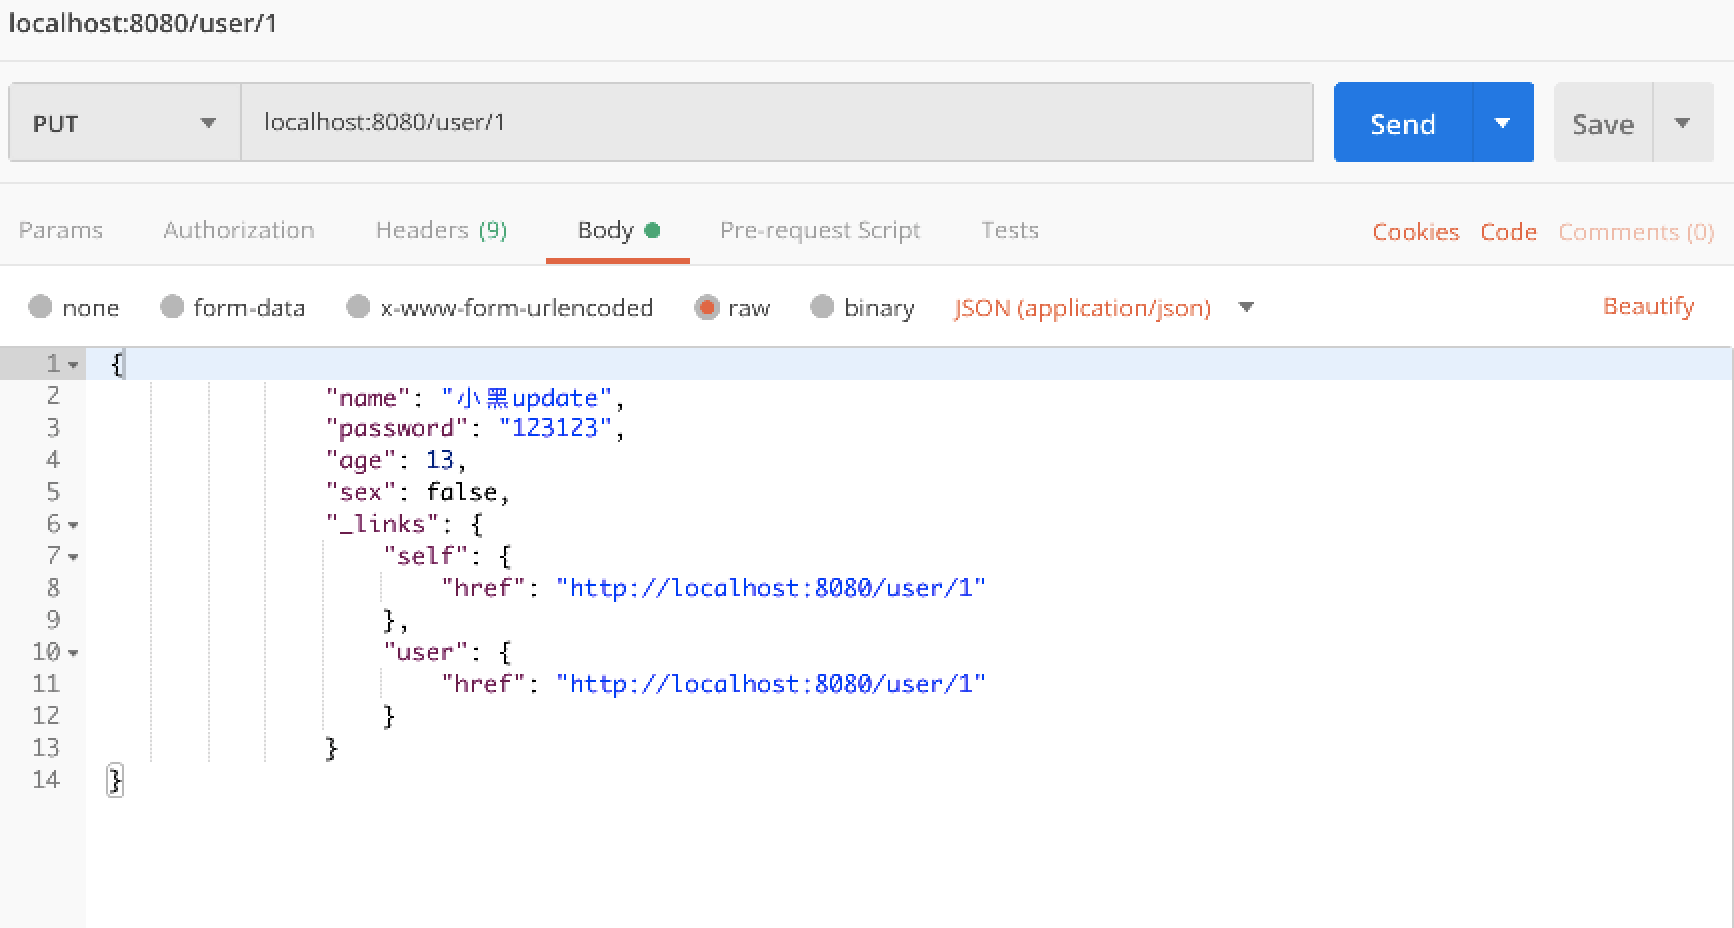 localhost:8080/user/1
PUT localhost:8080/user/1 Send Save
Params Authorization Headers (9) Body Pre-request Script Tests Cookies Code Comments (0)
none form-data x-www-form-urlencoded raw binary JSON (application/json) Beautify
1 {
2 "name": "小黑update",
3 "password": "123123",
4 "age": 13,
5 "sex": false,
6 "_links": {
7 "self": {
8 "href": "http://localhost:8080/user/1"
9 },
10 "user": {
11 "href": "http://localhost:8080/user/1"
12 }
13 }
14 }